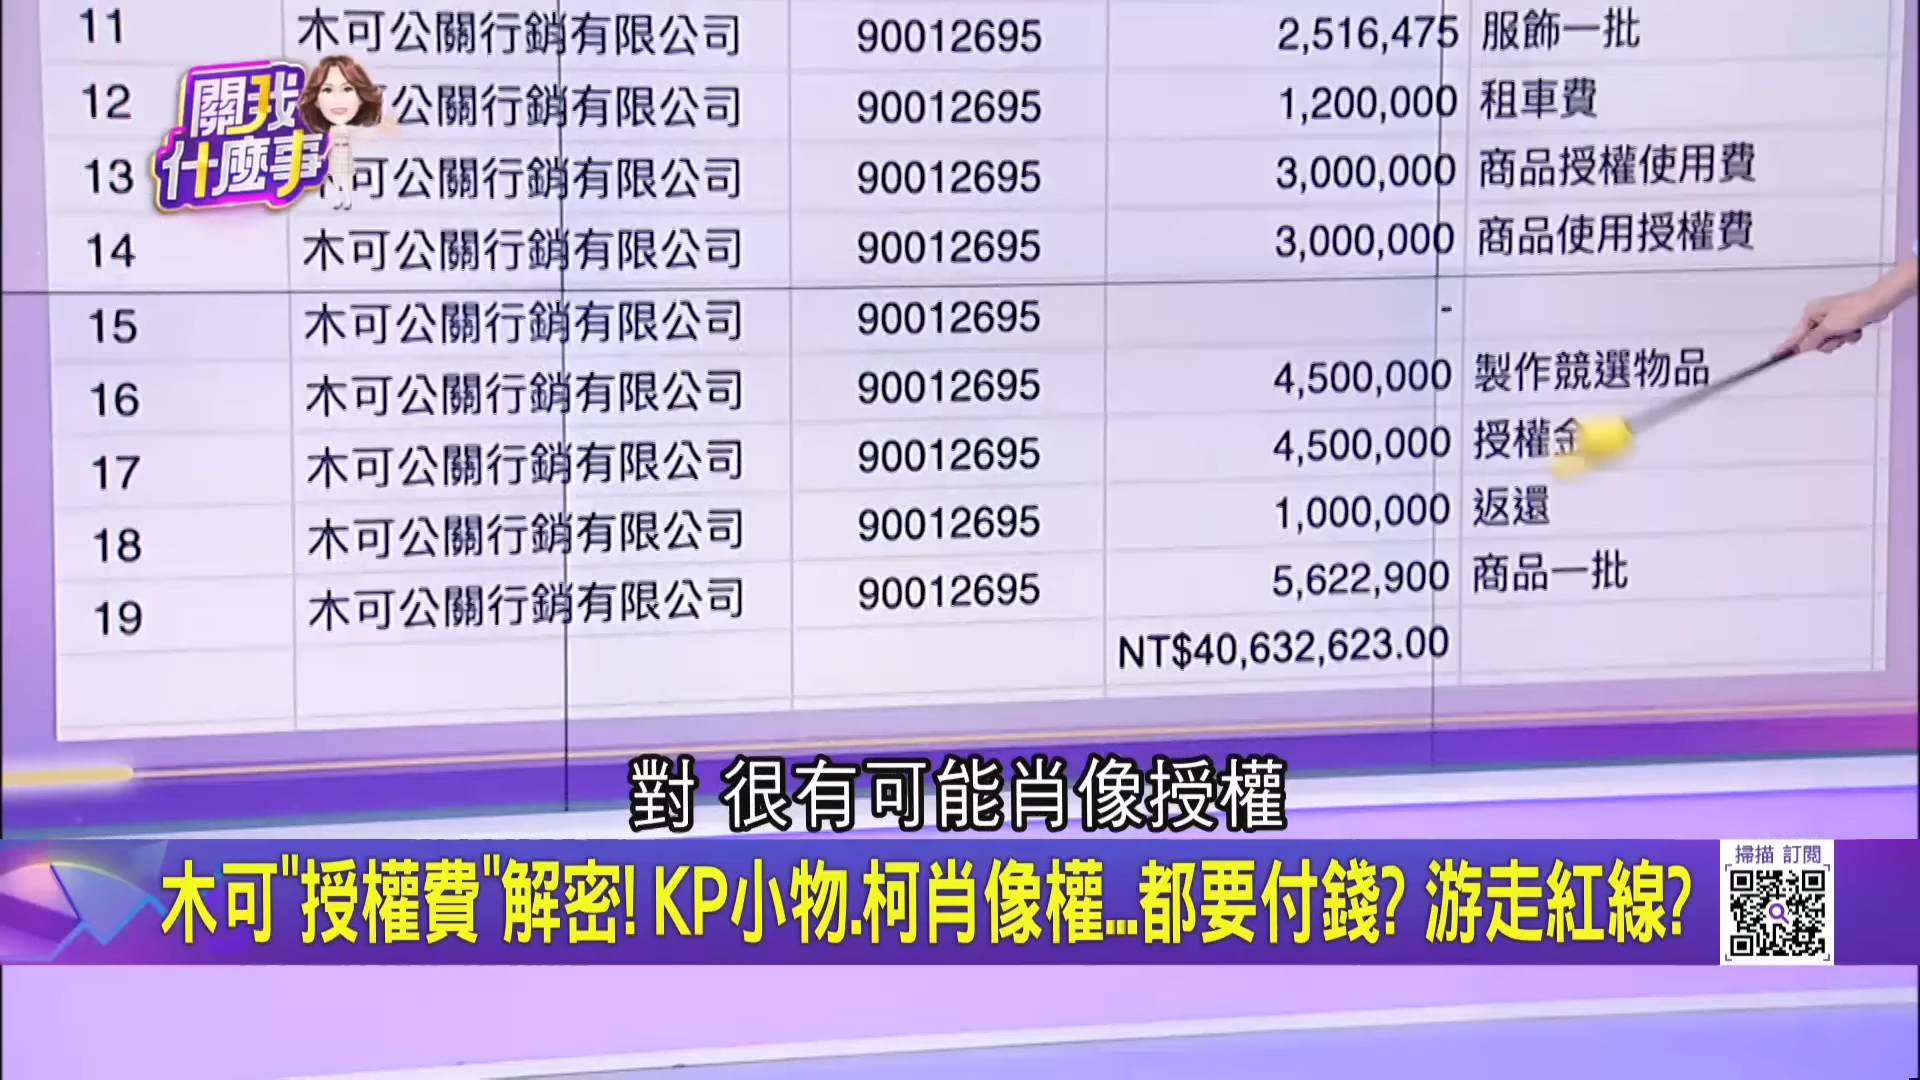 11 木可公關行銷有限公司 90012695 2,516,475 服飾一批
12 公關行銷有限公司 90012695 1,200,000 租車費
13 可公關行銷有限公司 90012695 3,000,000 商品授權使用費
14 木可公關行銷有限公司 90012695 3,000,000 商品使用授權費
15 木可公關行銷有限公司 90012695 -
16 木可公關行銷有限公司 90012695 4,500,000 製作競選物品
17 木可公關行銷有限公司 90012695 4,500,000 授權金
18 木可公關行銷有限公司 90012695 1,000,000 返還
19 木可公關行銷有限公司 90012695 5,622,900 商品一批
NT$40,632,623.00
關我
什麼事
對 很有可能肖像授權
木可"授權費"解密! KP小物.柯肖像權...都要付錢? 游走紅線?
掃描 訂閱